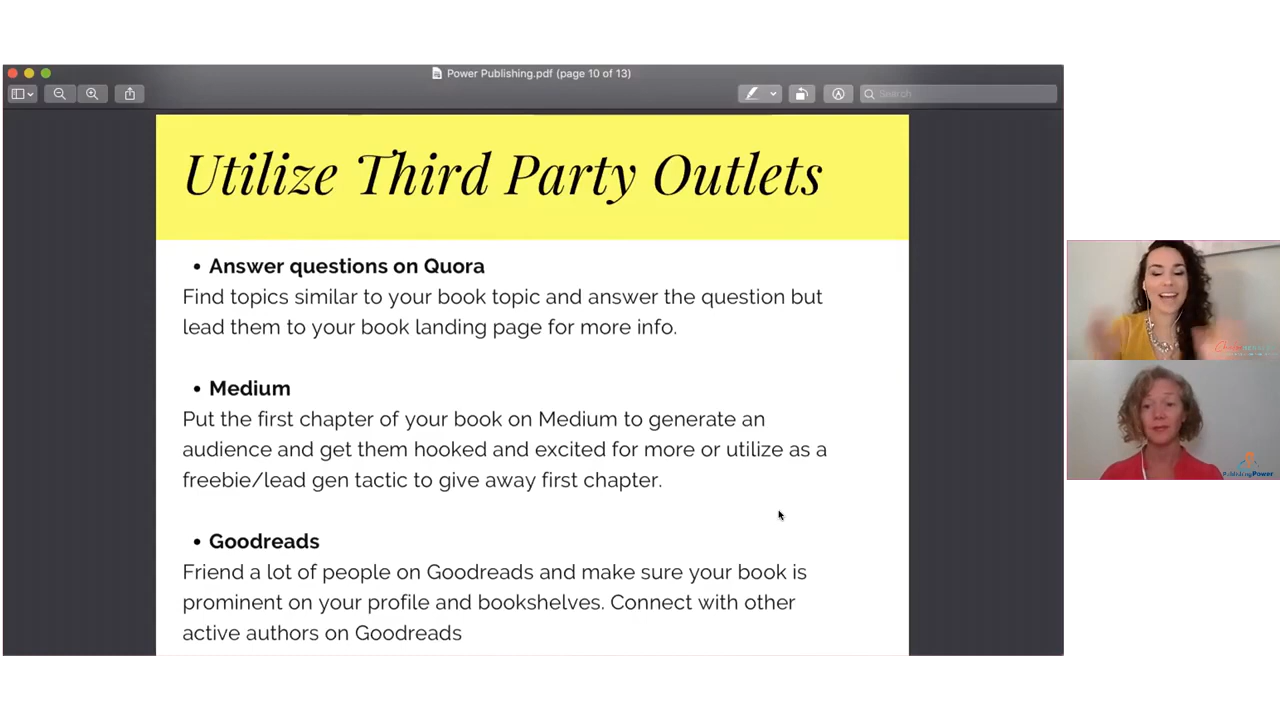 Power Publishing.pdf (page 10 of 13)
Search
Utilize Third Party Outlets
• Answer questions on Quora
Find topics similar to your book topic and answer the question but
lead them to your book landing page for more info.
• Medium
Put the first chapter of your book on Medium to generate an
audience and get them hooked and excited for more or utilize as a
freebie/lead gen tactic to give away first chapter.
• Goodreads
Friend a lot of people on Goodreads and make sure your book is
prominent on your profile and bookshelves. Connect with other
active authors on Goodreads
PublishingPower